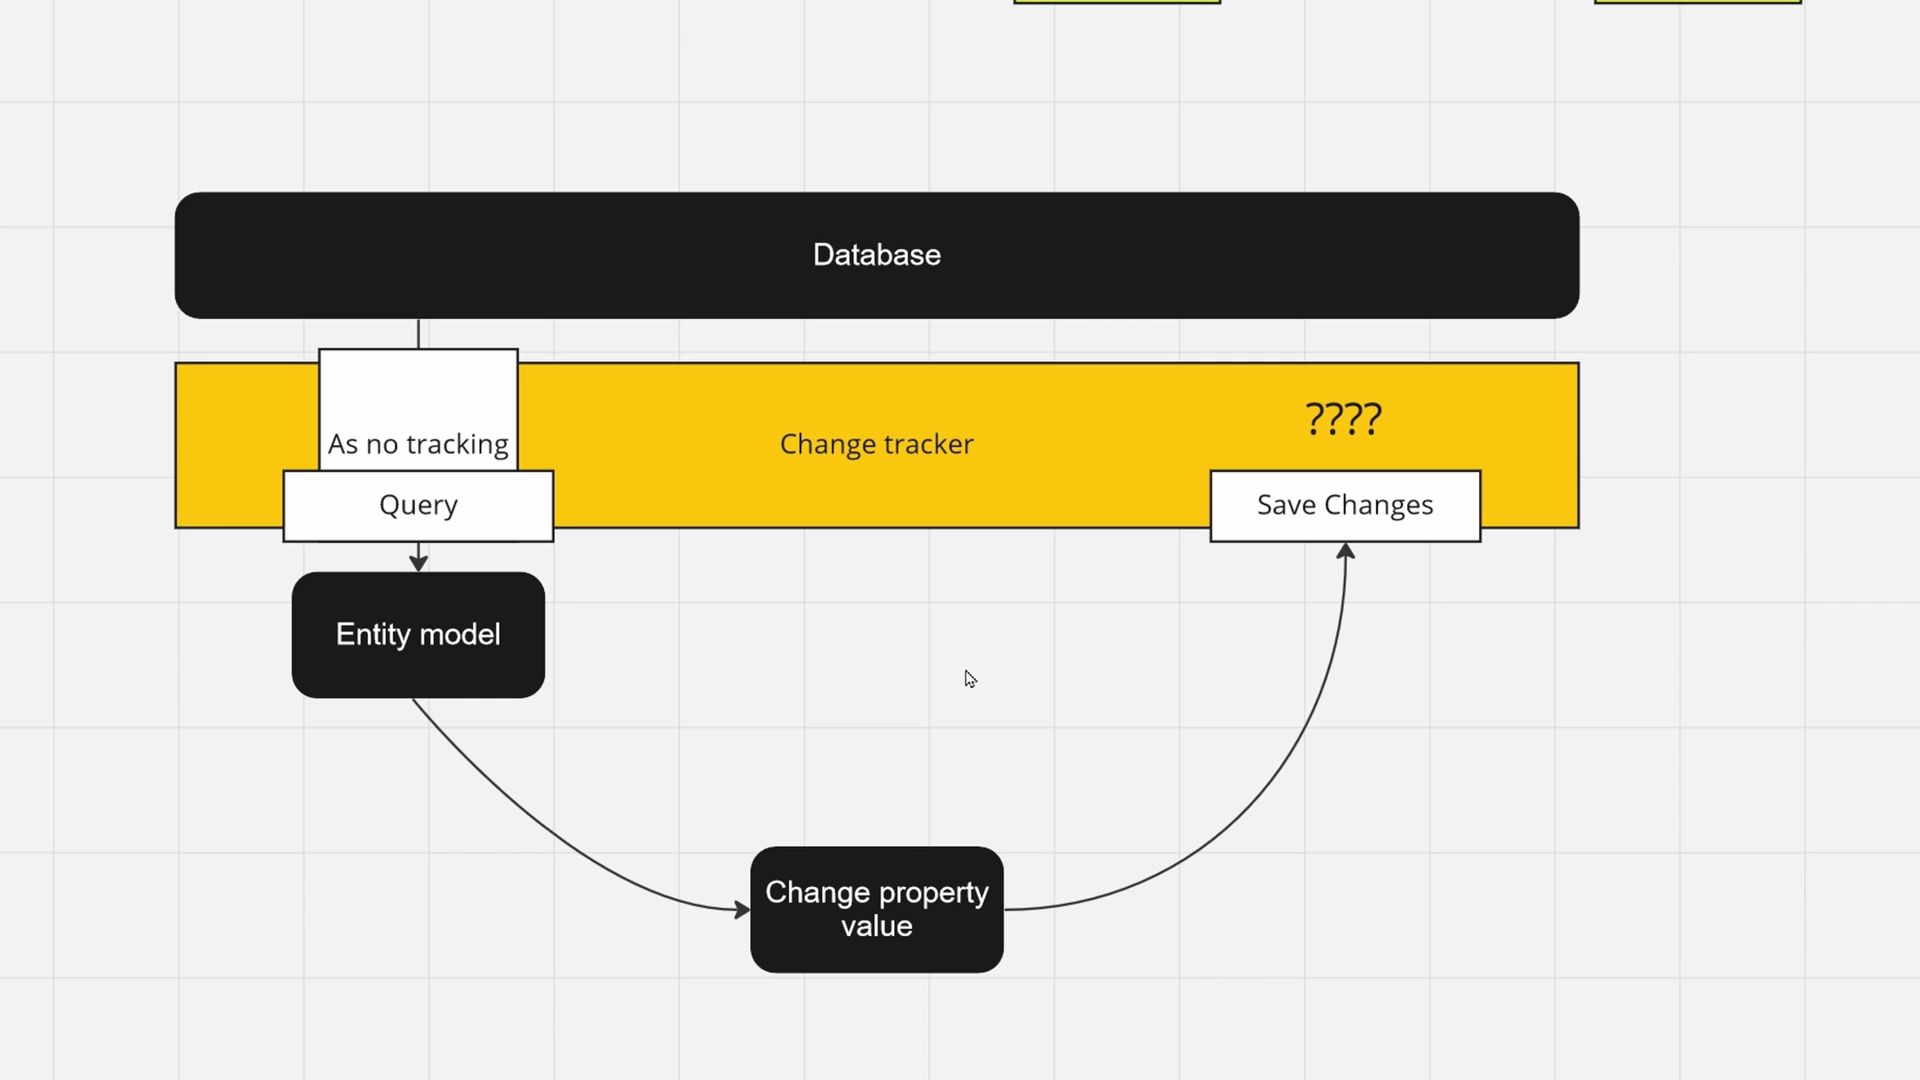 Database
As no tracking
Change tracker
????
Query
Save Changes
Entity model
Change property
value